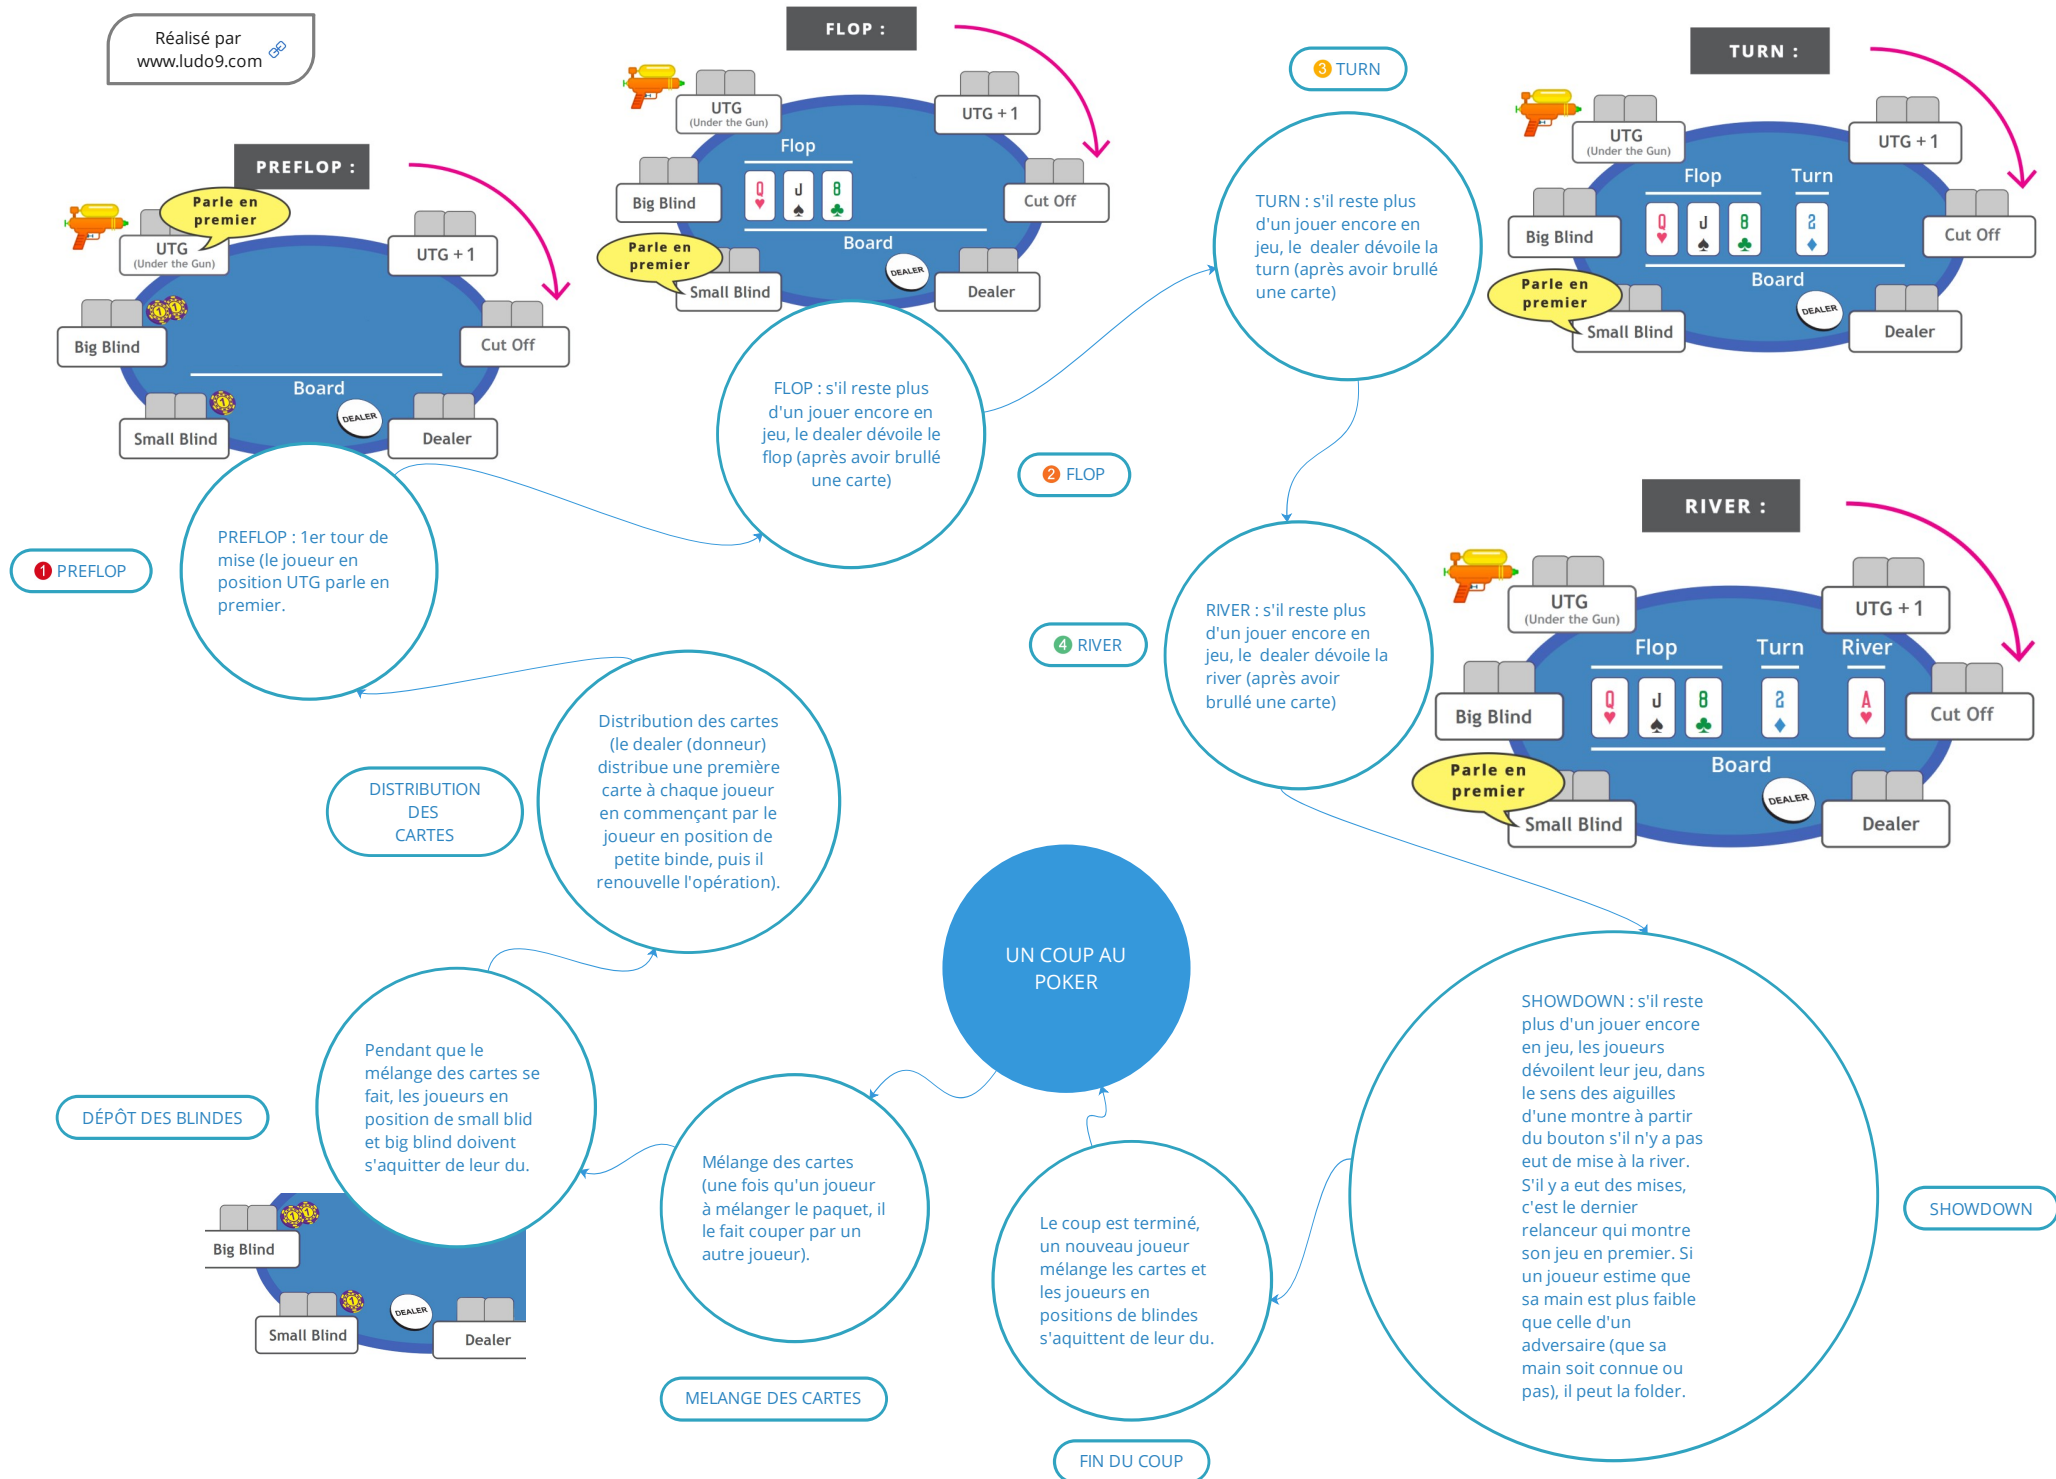 Réalisé par
www.ludo9.com
PREFLOP :
Parle en
premier
UTG
(Under the Gun)
UTG + 1
Big Blind
Cut Off
Board
Small Blind
DEALER
Dealer
FLOP :
UTG
(Under the Gun)
UTG + 1
Flop
Big Blind
Q
J
8
Cut Off
Board
Parle en
premier
DEALER
Small Blind
Dealer
3 TURN
TURN : s'il reste plus
d'un jouer encore en
jeu, le dealer dévoile la
turn (après avoir brullé
une carte)
TURN :
UTG
(Under the Gun)
UTG + 1
Flop
Turn
Big Blind
Q
J
8
2
Cut Off
Board
Parle en
premier
DEALER
Small Blind
Dealer
FLOP : s'il reste plus
d'un jouer encore en
jeu, le dealer dévoile le
flop (après avoir brullé
une carte)
2 FLOP
1 PREFLOP
PREFLOP : 1er tour de
mise (le joueur en
position UTG parle en
premier.
RIVER :
UTG
(Under the Gun)
UTG + 1
Flop
Turn
River
Big Blind
Q
J
8
2
A
Cut Off
Board
Parle en
premier
DEALER
Small Blind
Dealer
4 RIVER
RIVER : s'il reste plus
d'un jouer encore en
jeu, le dealer dévoile la
river (après avoir
brullé une carte)
DISTRIBUTION
DES
CARTES
Distribution des cartes
(le dealer (donneur)
distribue une première
carte à chaque joueur
en commençant par le
joueur en position de
petite binde, puis il
renouvelle l'opération).
UN COUP AU
POKER
DÉPÔT DES BLINDES
Pendant que le
mélange des cartes se
fait, les joueurs en
position de small blid
et big blind doivent
s'aquitter de leur du.
Big Blind
Small Blind
DEALER
Dealer
Mélange des cartes
(une fois qu'un joueur
à mélanger le paquet, il
le fait couper par un
autre joueur).
MELANGE DES CARTES
Le coup est terminé,
un nouveau joueur
mélange les cartes et
les joueurs en
positions de blindes
s'aquittent de leur du.
FIN DU COUP
SHOWDOWN : s'il reste
plus d'un jouer encore
en jeu, les joueurs
dévoilent leur jeu, dans
le sens des aiguilles
d'une montre à partir
du bouton s'il n'y a pas
eut de mise à la river.
S'il y a eut des mises,
c'est le dernier
relanceur qui montre
son jeu en premier. Si
un joueur estime que
sa main est plus faible
que celle d'un
adversaire (que sa
main soit connue ou
pas), il peut la folder.
SHOWDOWN